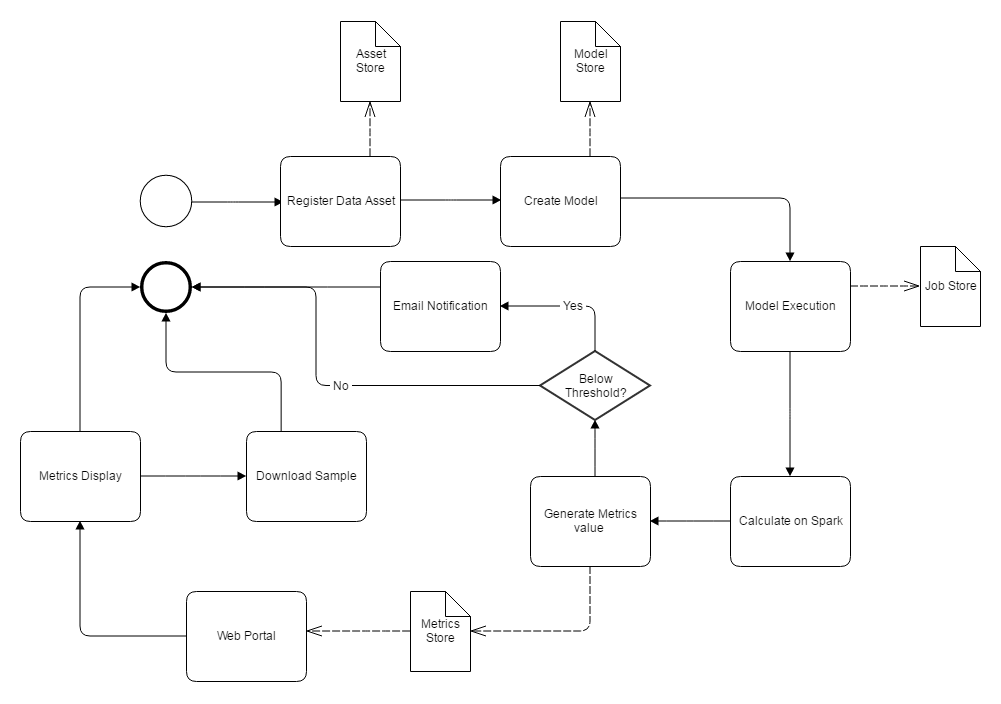 Asset
Store
Model
Store
Register Data Asset
Create Model
Email Notification
Yes
Model Execution
Job Store
No
Below
Threshold?
Metrics Display
Download Sample
Generate Metrics
value
Calculate on Spark
Web Portal
Metrics
Store